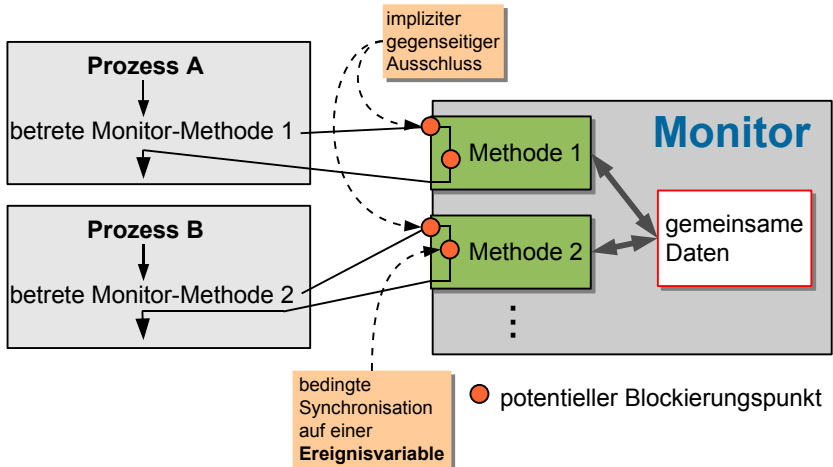 impliziter
gegenseitiger
Ausschluss
Prozess A
betrete Monitor-Methode 1
Monitor
Methode 1
gemeinsame
Daten
Prozess B
betrete Monitor-Methode 2
Methode 2
⋮
bedingte
Synchronisation
auf einer
Ereignisvariable
potentieller Blockierungspunkt